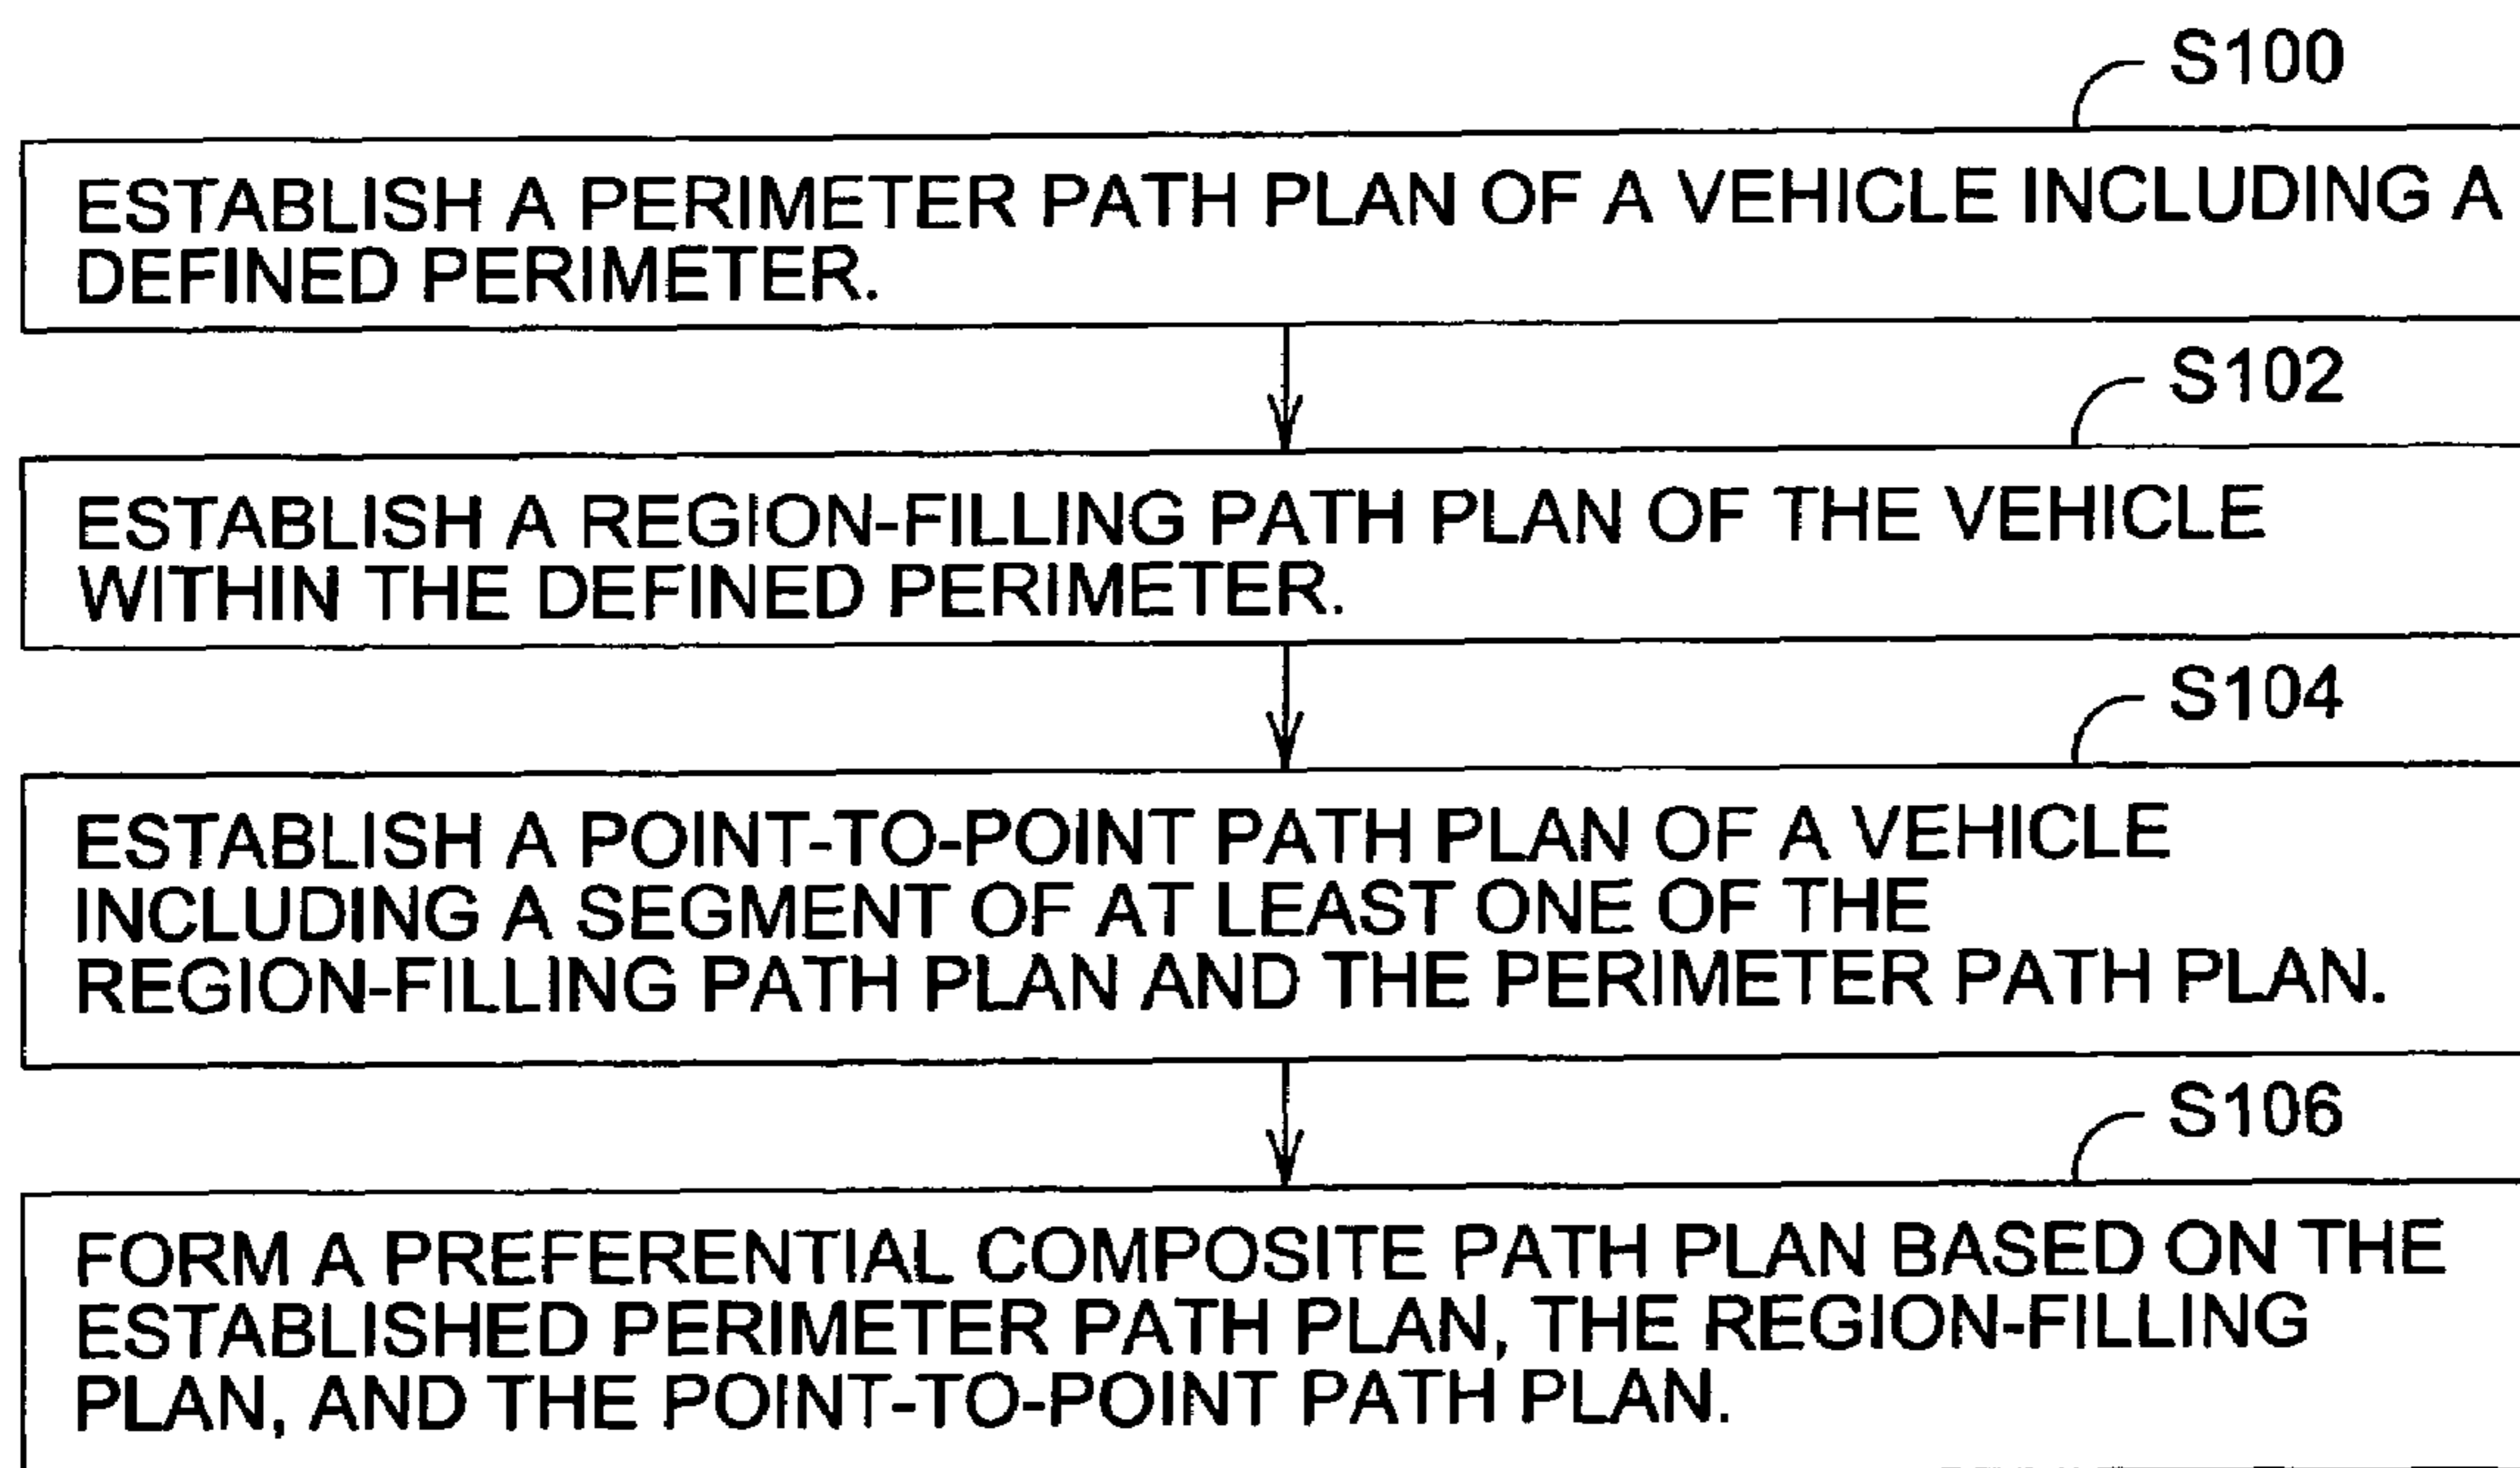 S100
ESTABLISH A PERIMETER PATH PLAN OF A VEHICLE INCLUDING A
DEFINED PERIMETER.
S102
ESTABLISH A REGION-FILLING PATH PLAN OF THE VEHICLE
WITHIN THE DEFINED PERIMETER.
S104
ESTABLISH A POINT-TO-POINT PATH PLAN OF A VEHICLE
INCLUDING A SEGMENT OF AT LEAST ONE OF THE
REGION-FILLING PATH PLAN AND THE PERIMETER PATH PLAN.
S106
FORM A PREFERENTIAL COMPOSITE PATH PLAN BASED ON THE
ESTABLISHED PERIMETER PATH PLAN, THE REGION-FILLING
PLAN, AND THE POINT-TO-POINT PATH PLAN.